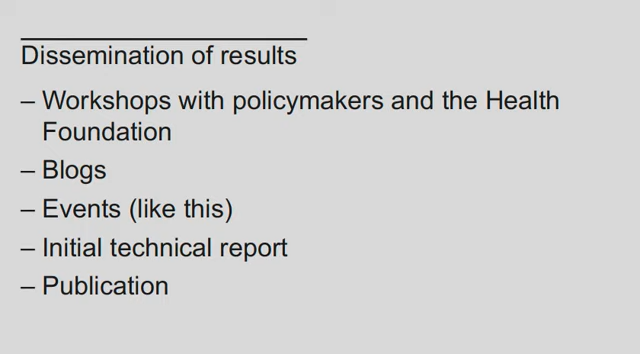 Dissemination of results
– Workshops with policymakers and the Health
Foundation
– Blogs
– Events (like this)
– Initial technical report
– Publication